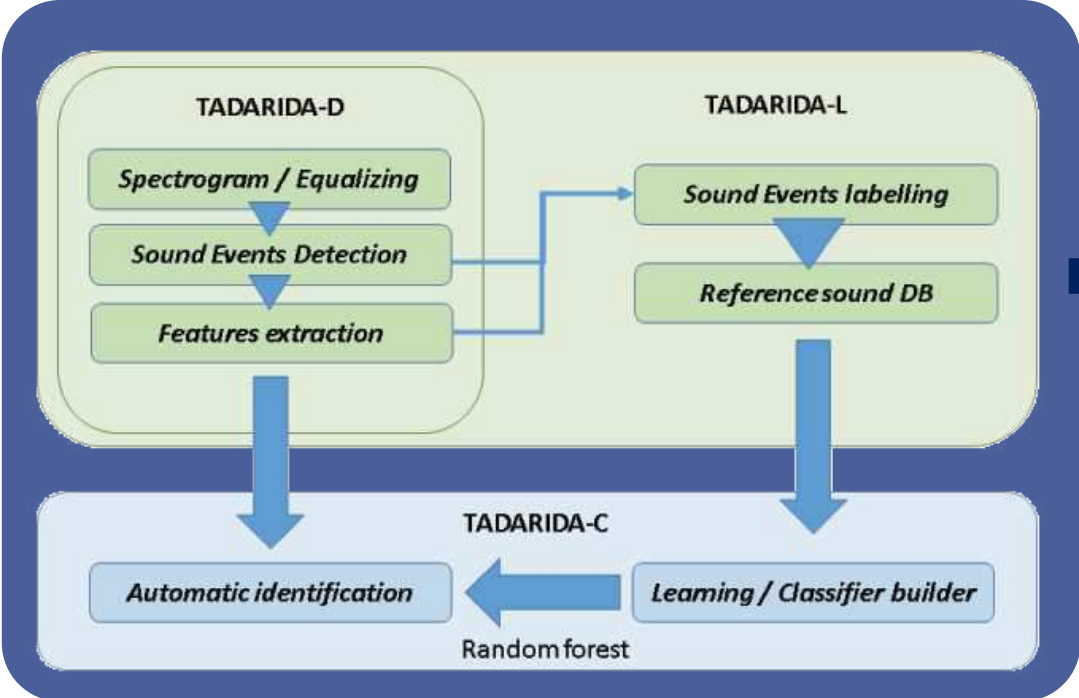 TADARIDA-D
Spectrogram / Equalizing
Sound Events Detection
Features extraction
TADARIDA-L
Sound Events labelling
Reference sound DB
TADARIDA-C
Automatic identification
Learning / Classifier builder
Random forest